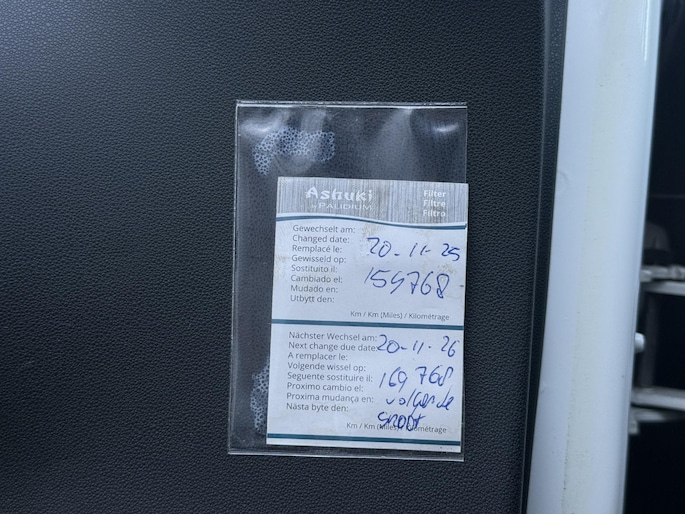 Ashuki
by PALIDIUM
Filter
Filtre
Filtro
Gewechselt am:
Changed date:
Remplacé le:
Gewisseld op:
Sostituito il:
Cambiado el:
Mudado en:
Utbytt den:
20-11-25
159768
Km / Km (Miles) / Kilométrage
Nächster Wechsel am:
Next change due date:
A remplacer le:
Volgende wissel op:
Seguente sostituire il:
Proximo cambio el:
Proxima mudança en:
Nästa byte den:
20-11-26
169768
volgende
Km / Km (Miles) / Kilométrage